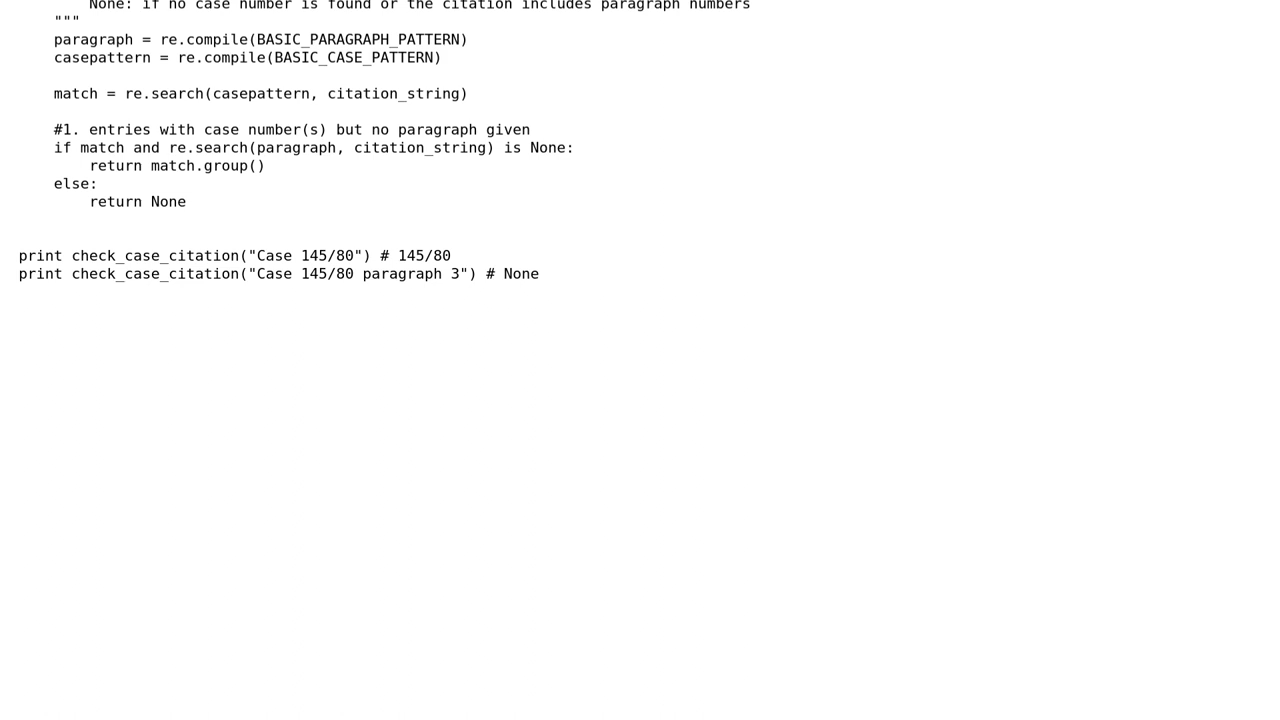 None: if no case number is found or the citation includes paragraph numbers
"""
paragraph = re.compile(BASIC_PARAGRAPH_PATTERN)
casepattern = re.compile(BASIC_CASE_PATTERN)
match = re.search(casepattern, citation_string)
#1. entries with case number(s) but no paragraph given
if match and re.search(paragraph, citation_string) is None:
return match.group()
else:
return None
print check_case_citation("Case 145/80") # 145/80
print check_case_citation("Case 145/80 paragraph 3") # None